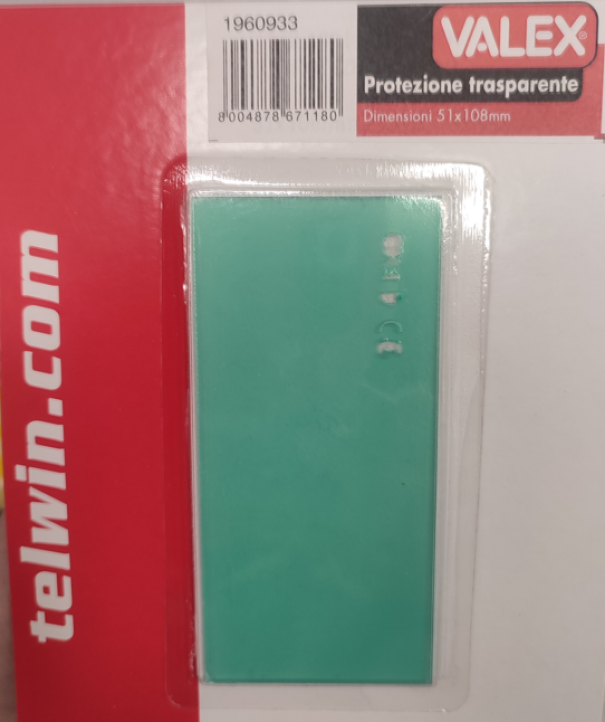 1960933
8004878671180
VALEX®
Protezione trasparente
Dimensioni 51x108mm
telwin.com